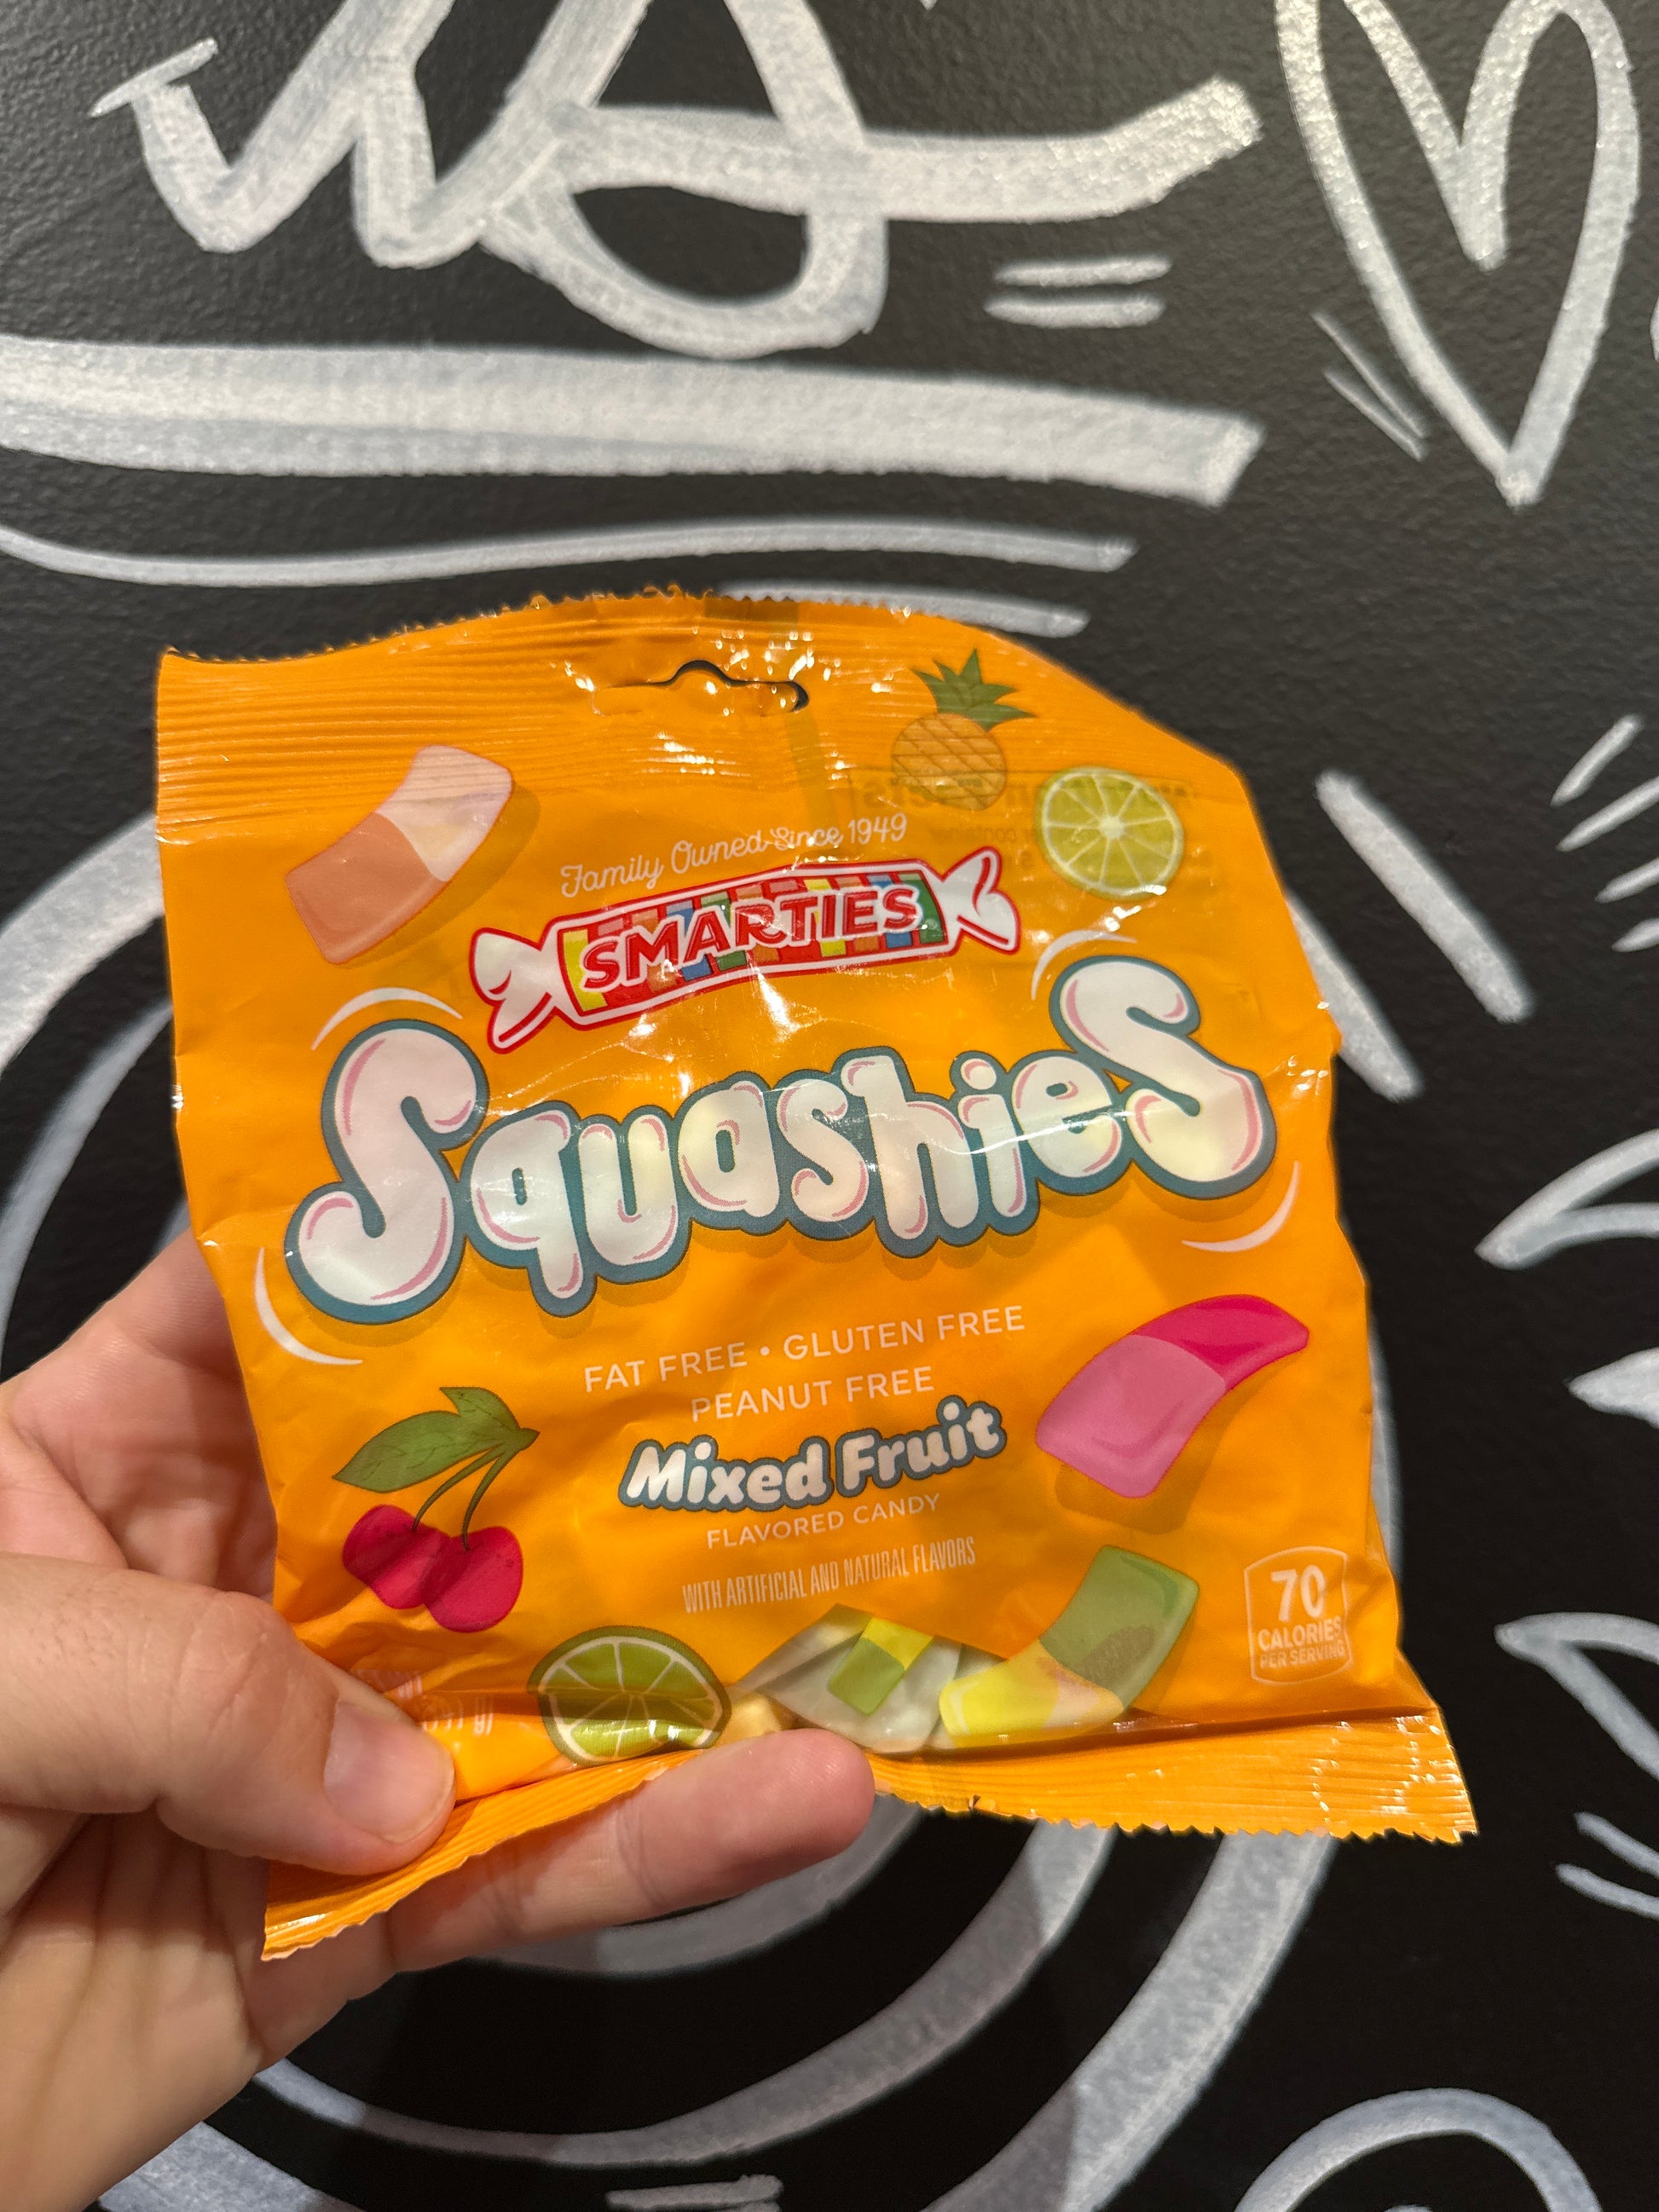 Family Owned Since 1949
SMARTIES
Squashies
FAT FREE • GLUTEN FREE
PEANUT FREE
Mixed Fruit
FLAVORED CANDY
WITH ARTIFICIAL AND NATURAL FLAVORS
70
CALORIES
PER SERVING